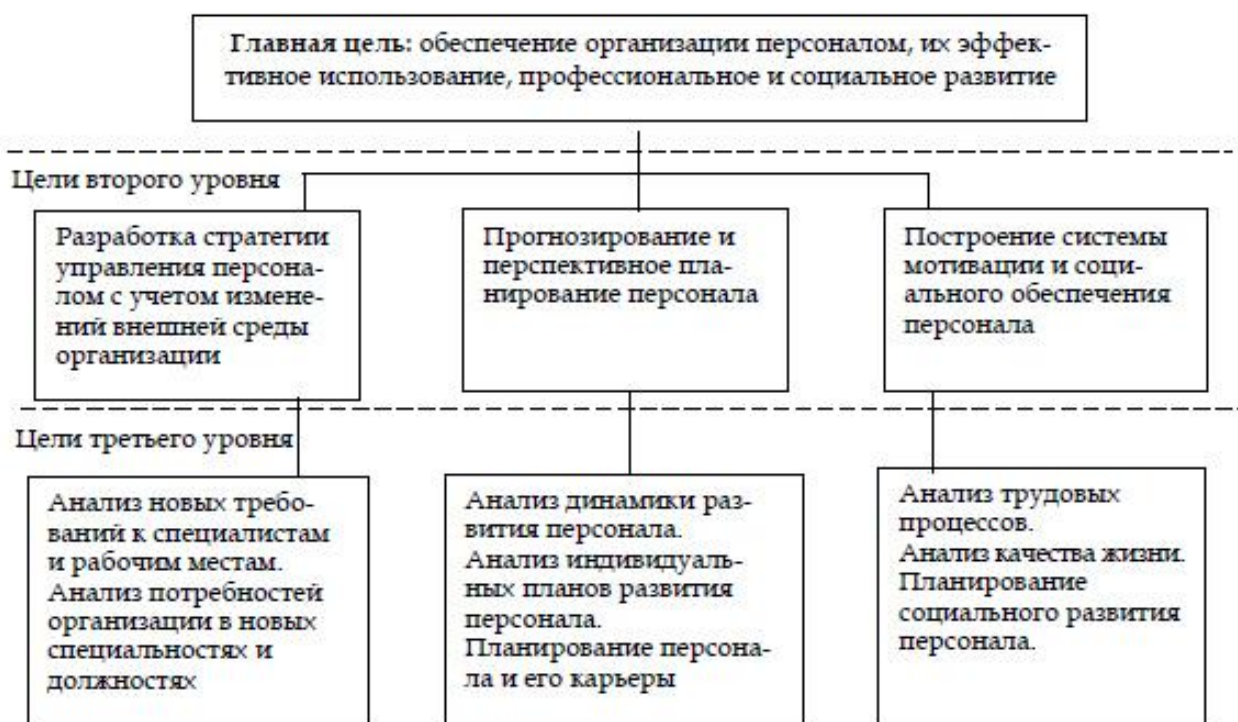 Главная цель: обеспечение организации персоналом, их эффек-
тивное использование, профессиональное и социальное развитие
Цели второго уровня
Разработка стратегии
управления персона-
лом с учетом измене-
ний внешней среды
организации
Прогнозирование и
перспективное пла-
нирование персонала
Построение системы
мотивации и соци-
ального обеспечения
персонала
Цели третьего уровня
Анализ новых требо-
ваний к специалистам
и рабочим местам.
Анализ потребностей
организации в новых
специальностях и
должностях
Анализ динамики раз-
вития персонала.
Анализ индивидуаль-
ных планов развития
персонала.
Планирование персона-
ла и его карьеры
Анализ трудовых
процессов.
Анализ качества жизни.
Планирование
социального развития
персонала.